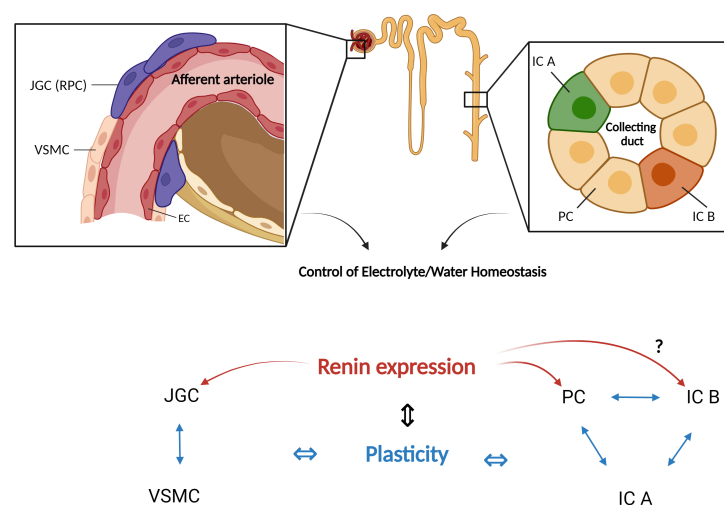 Afferent arteriole
JGC (RPC)
VSMC
EC
IC A
Collecting
duct
PC
IC B
Control of Electrolyte/Water Homeostasis
?
Renin expression
JGC
PC
IC B
Plasticity
VSMC
IC A